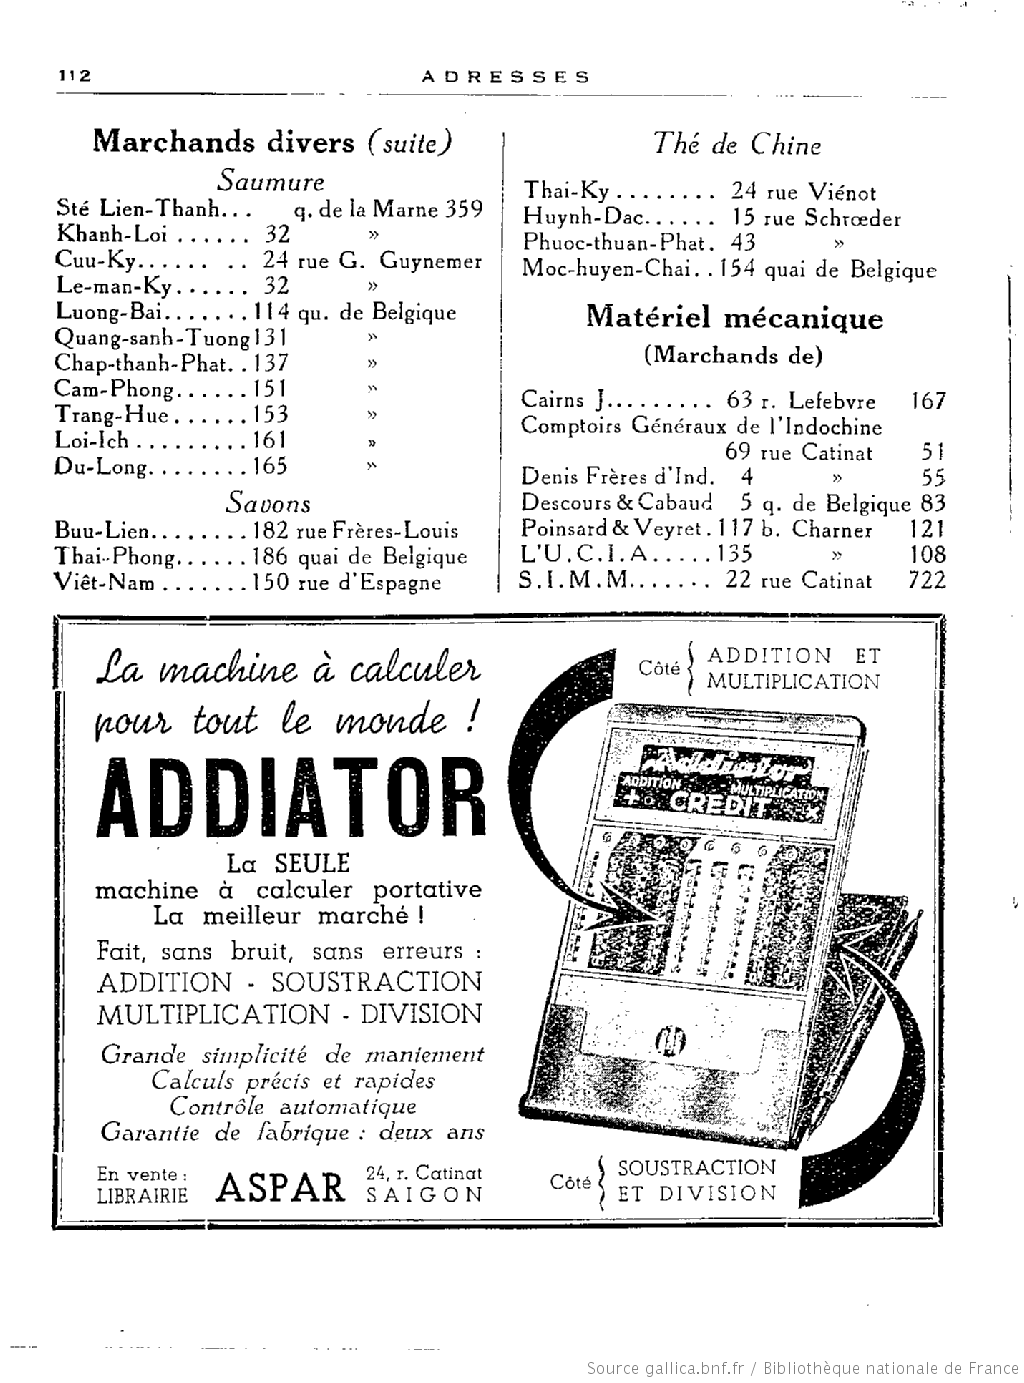 112
ADRESSES
Marchands divers (suite)
Saumure
Sté Lien-Thanh... q. de la Marne 359
Khanh-Loi ...... 32 »
Cuu-Ky...... .. 24 rue G. Guynemer
Le-man-Ky...... 32 »
Luong-Bai.......114 qu. de Belgique
Quang-sanh-Tuong 131 »
Chap-thanh-Phat. .137 »
Cam-Phong......151 »
Trang-Hue......153 »
Loi-Ich .........161 »
Du-Long........165 »
Savons
Buu-Lien........182 rue Frères-Louis
Thai-Phong......186 quai de Belgique
Viêt-Nam .......150 rue d'Espagne
Thé de Chine
Thai-Ky........ 24 rue Viénot
Huynh-Dac...... 15 rue Schrœder
Phuoc-thuan-Phat. 43 »
Moc-huyen-Chai. . 154 quai de Belgique
Matériel mécanique
(Marchands de)
Cairns J......... 63 r. Lefebvre 167
Comptoirs Généraux de l'Indochine
69 rue Catinat 51
Denis Frères d'Ind. 4 » 55
Descours & Cabaud 5 q. de Belgique 83
Poinsard & Veyret. 117 b. Charner 121
L'U.C.I.A.....135 » 108
S.I.M.M....... 22 rue Catinat 722
La machine à calculer
pour tout le monde !
ADDIATOR
La SEULE
machine à calculer portative
La meilleur marché !
Fait, sans bruit, sans erreurs :
ADDITION - SOUSTRACTION
MULTIPLICATION - DIVISION
Grande simplicité de maniement
Calculs précis et rapides
Contrôle automatique
Garantie de fabrique : deux ans
En vente :
LIBRAIRIE
ASPAR
24, r. Catinat
SAIGON
Côté
ADDITION ET
MULTIPLICATION
Addiator
ADDITION MULTIPLICATION
+ CREDIT x
Côté
SOUSTRACTION
ET DIVISION
Source gallica.bnf.fr / Bibliothèque nationale de France